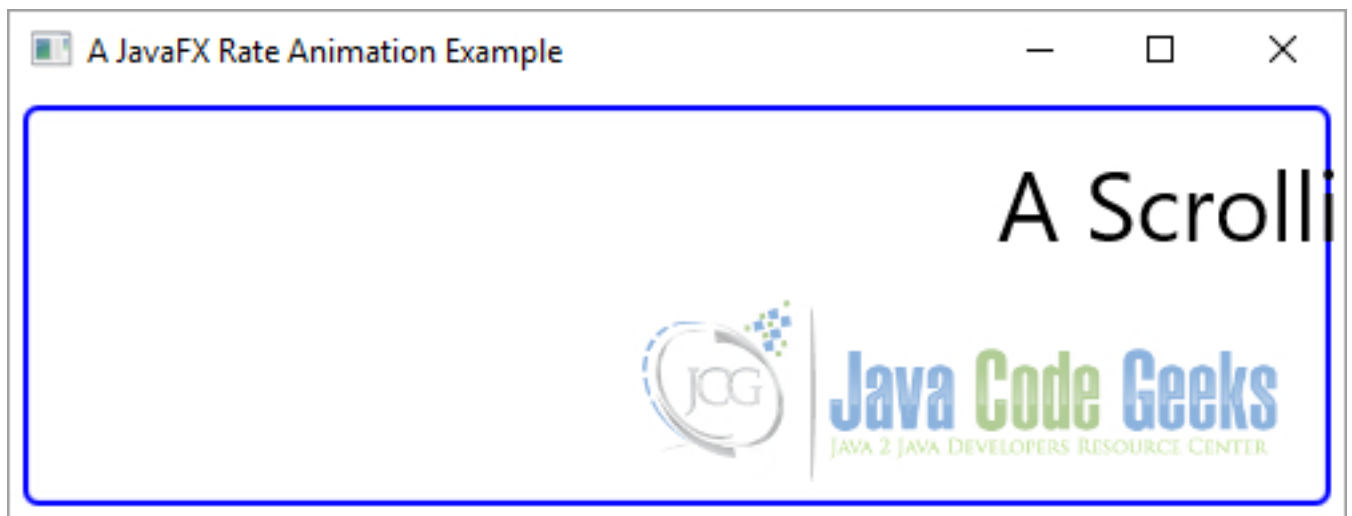 A JavaFX Rate Animation Example
A Scrolli
JCG
Java Code Geeks
JAVA 2 JAVA DEVELOPERS RESOURCE CENTER